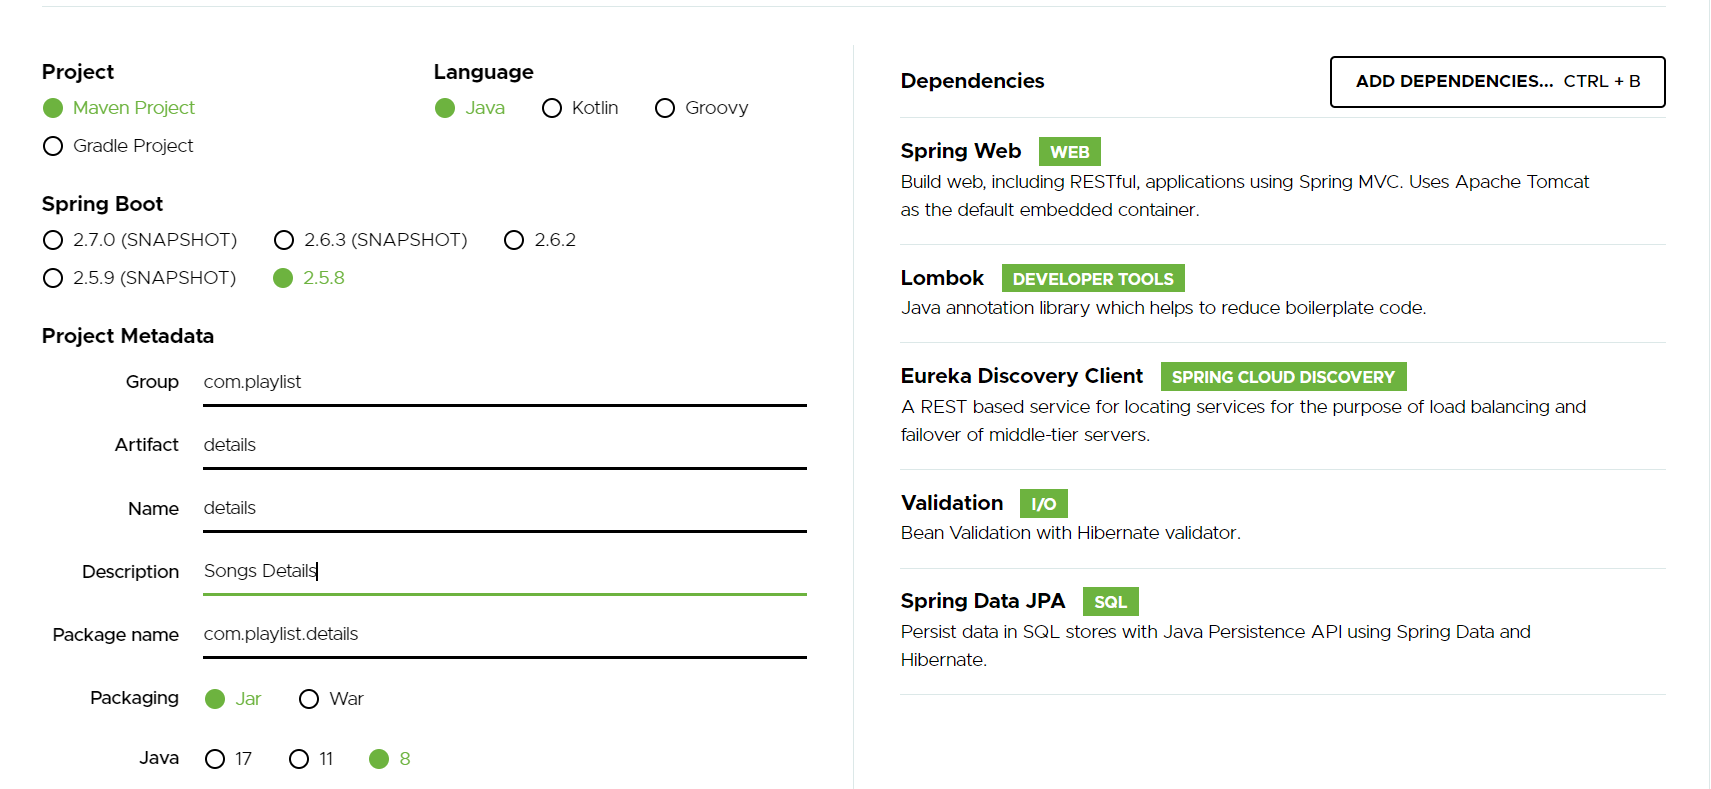 Project
Maven Project
Gradle Project
Language
Java Kotlin Groovy
Spring Boot
2.7.0 (SNAPSHOT) 2.6.3 (SNAPSHOT) 2.6.2
2.5.9 (SNAPSHOT) 2.5.8
Project Metadata
Group com.playlist
Artifact details
Name details
Description Songs Details
Package name com.playlist.details
Packaging Jar War
Java 17 11 8
Dependencies
ADD DEPENDENCIES... CTRL + B
Spring Web WEB
Build web, including RESTful, applications using Spring MVC. Uses Apache Tomcat
as the default embedded container.
Lombok DEVELOPER TOOLS
Java annotation library which helps to reduce boilerplate code.
Eureka Discovery Client SPRING CLOUD DISCOVERY
A REST based service for locating services for the purpose of load balancing and
failover of middle-tier servers.
Validation I/O
Bean Validation with Hibernate validator.
Spring Data JPA SQL
Persist data in SQL stores with Java Persistence API using Spring Data and
Hibernate.